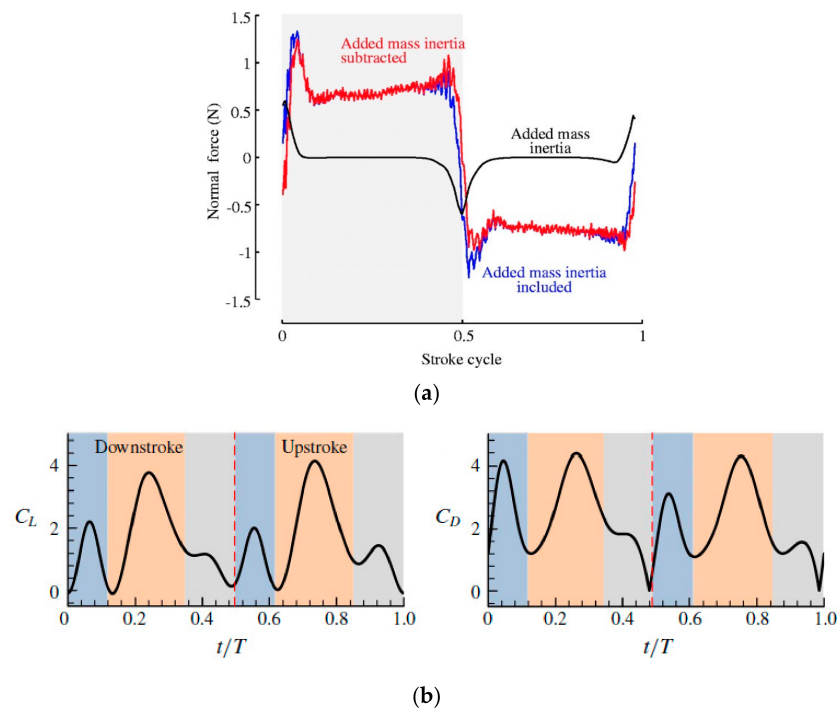 1.5
1
0.5
0
-0.5
-1
-1.5
Normal force (N)
Added mass inertia
subtracted
Added mass
inertia
Added mass inertia
included
0
0.5
1
Stroke cycle
(a)
Downstroke
Upstroke
4
2
0
C_L
0
0.2
0.4
0.6
0.8
1.0
t/T
4
2
0
C_D
0
0.2
0.4
0.6
0.8
1.0
t/T
(b)